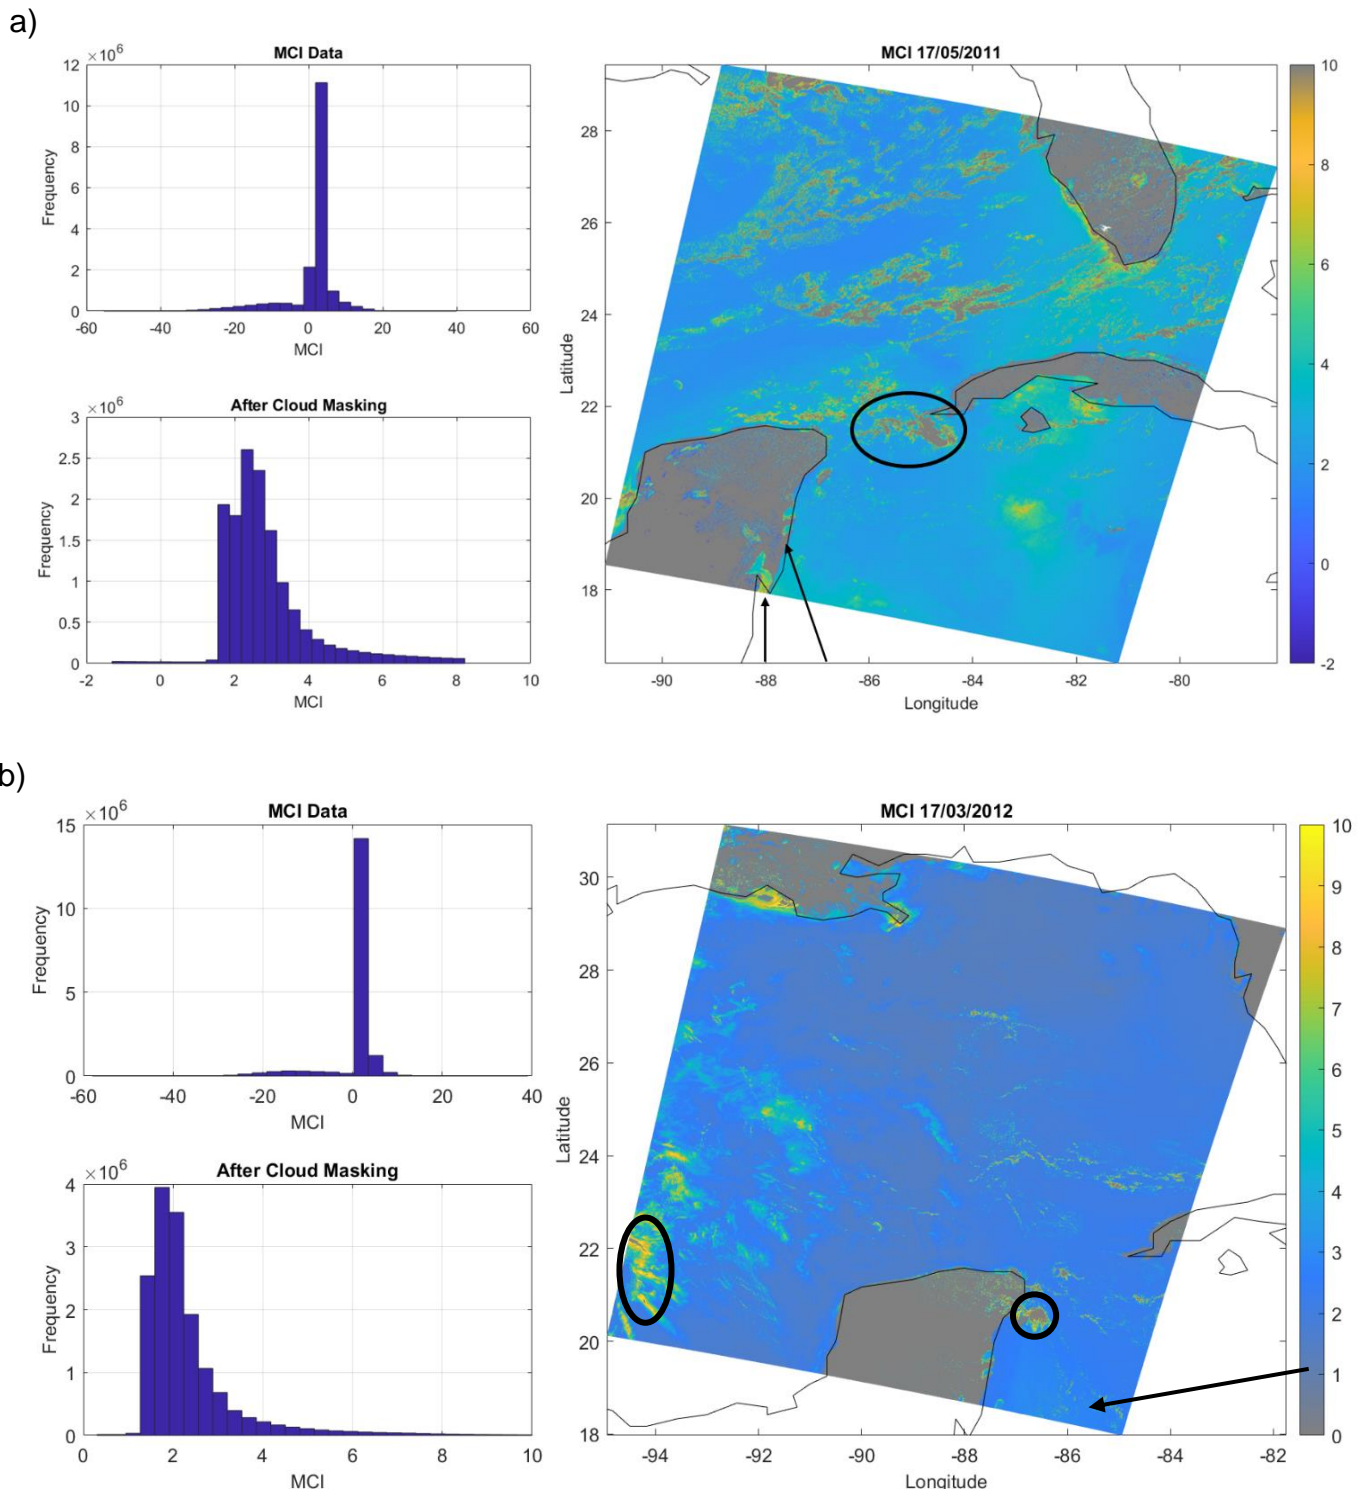 a)
MCI Data
×10^6
12
10
8
6
4
2
0
Frequency
-60 -40 -20 0 20 40 60
MCI
After Cloud Masking
×10^6
3
2.5
2
1.5
1
0.5
0
Frequency
-2 0 2 4 6 8 10
MCI
MCI 17/05/2011
28
26
24
22
20
18
Latitude
-90 -88 -86 -84 -82 -80
Longitude
10
8
6
4
2
0
-2
b)
MCI Data
×10^6
15
10
5
0
Frequency
-60 -40 -20 0 20 40
MCI
After Cloud Masking
×10^6
4
3
2
1
0
Frequency
0 2 4 6 8 10
MCI
MCI 17/03/2012
30
28
26
24
22
20
18
Latitude
-94 -92 -90 -88 -86 -84 -82
Longitude
10
9
8
7
6
5
4
3
2
1
0